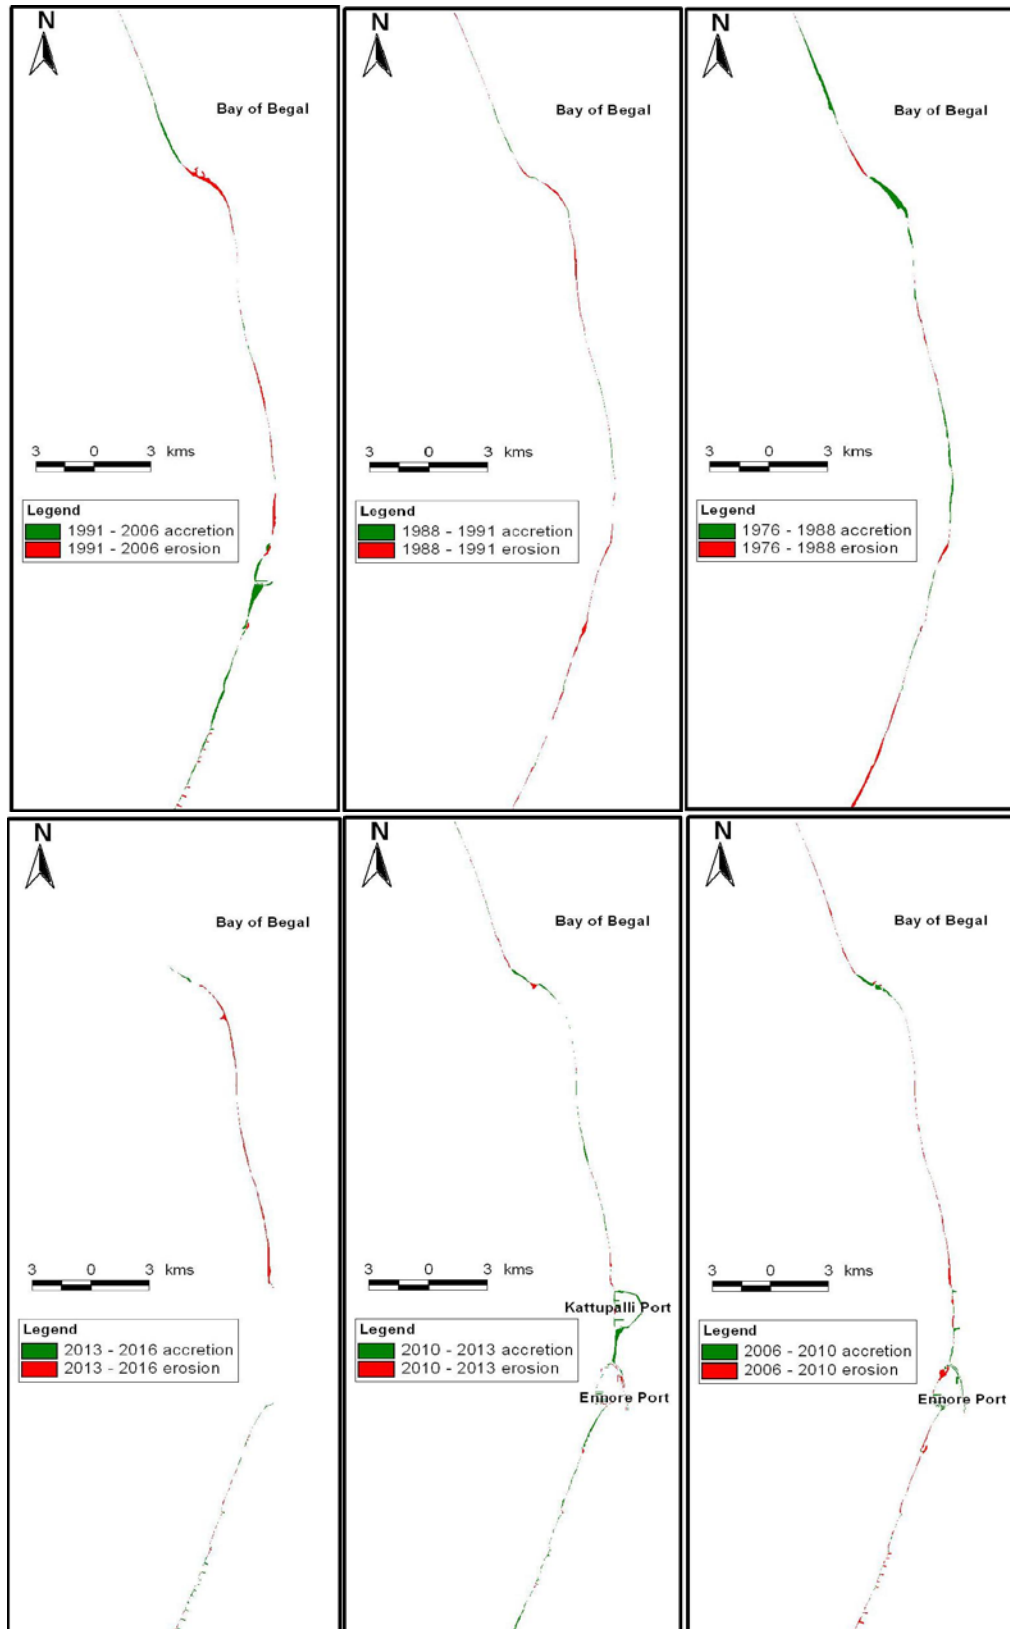 N
Bay of Begal
3 0 3 kms
Legend
1991 - 2006 accretion
1991 - 2006 erosion
N
Bay of Begal
3 0 3 kms
Legend
1988 - 1991 accretion
1988 - 1991 erosion
N
Bay of Begal
3 0 3 kms
Legend
1976 - 1988 accretion
1976 - 1988 erosion
N
Bay of Begal
3 0 3 kms
Legend
2013 - 2016 accretion
2013 - 2016 erosion
N
Bay of Begal
3 0 3 kms
Kattupalli Port
Legend
2010 - 2013 accretion
2010 - 2013 erosion
Ennore Port
N
Bay of Begal
3 0 3 kms
Legend
2006 - 2010 accretion
2006 - 2010 erosion
Ennore Port